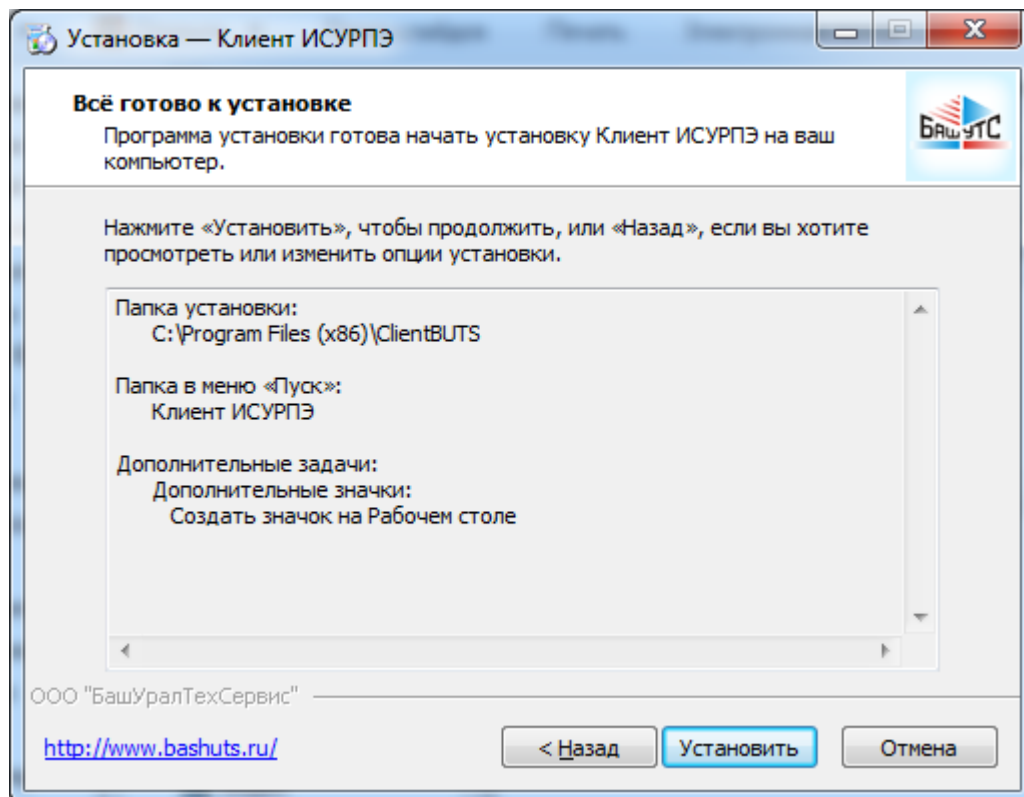 Установка — Клиент ИСУРПЭ
Всё готово к установке
Программа установки готова начать установку Клиент ИСУРПЭ на ваш
компьютер.
БашУТС
Нажмите «Установить», чтобы продолжить, или «Назад», если вы хотите
просмотреть или изменить опции установки.
Папка установки:
C:\Program Files (x86)\ClientBUTS
Папка в меню «Пуск»:
Клиент ИСУРПЭ
Дополнительные задачи:
Дополнительные значки:
Создать значок на Рабочем столе
ООО "БашУралТехСервис"
http://www.bashuts.ru/
< Назад
Установить
Отмена